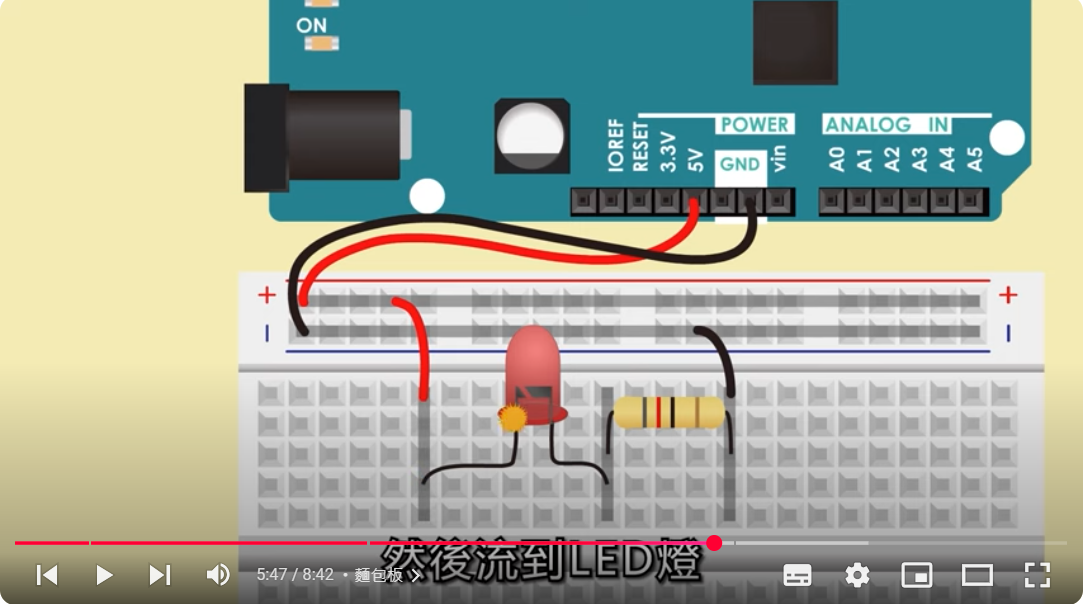 ON
POWER
ANALOG IN
IOREF
RESET
3.3V
5V
GND
vin
A0
A1
A2
A3
A4
A5
+
+
-
-
然後流到LED燈
5:47 / 8:42 • 麵包板 >